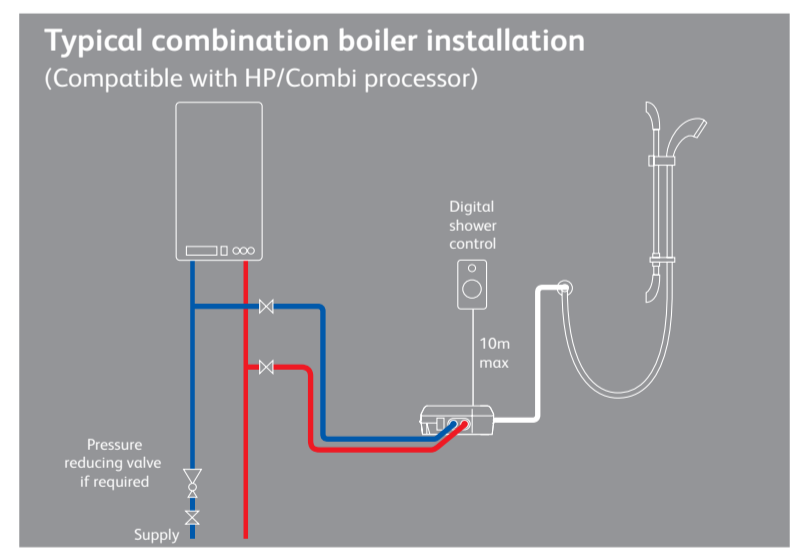 Typical combination boiler installation
(Compatible with HP/Combi processor)
Digital
shower
control
10m
max
Pressure
reducing valve
if required
Supply